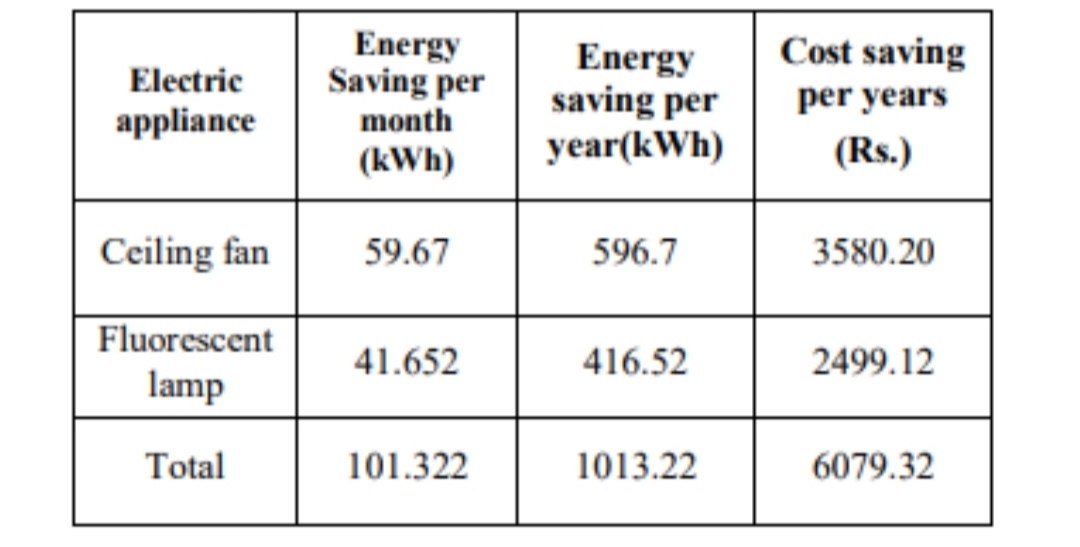 Electric
appliance
Energy
Saving per
month
(kWh)
Energy
saving per
year(kWh)
Cost saving
per years
(Rs.)
Ceiling fan
59.67
596.7
3580.20
Fluorescent
lamp
41.652
416.52
2499.12
Total
101.322
1013.22
6079.32